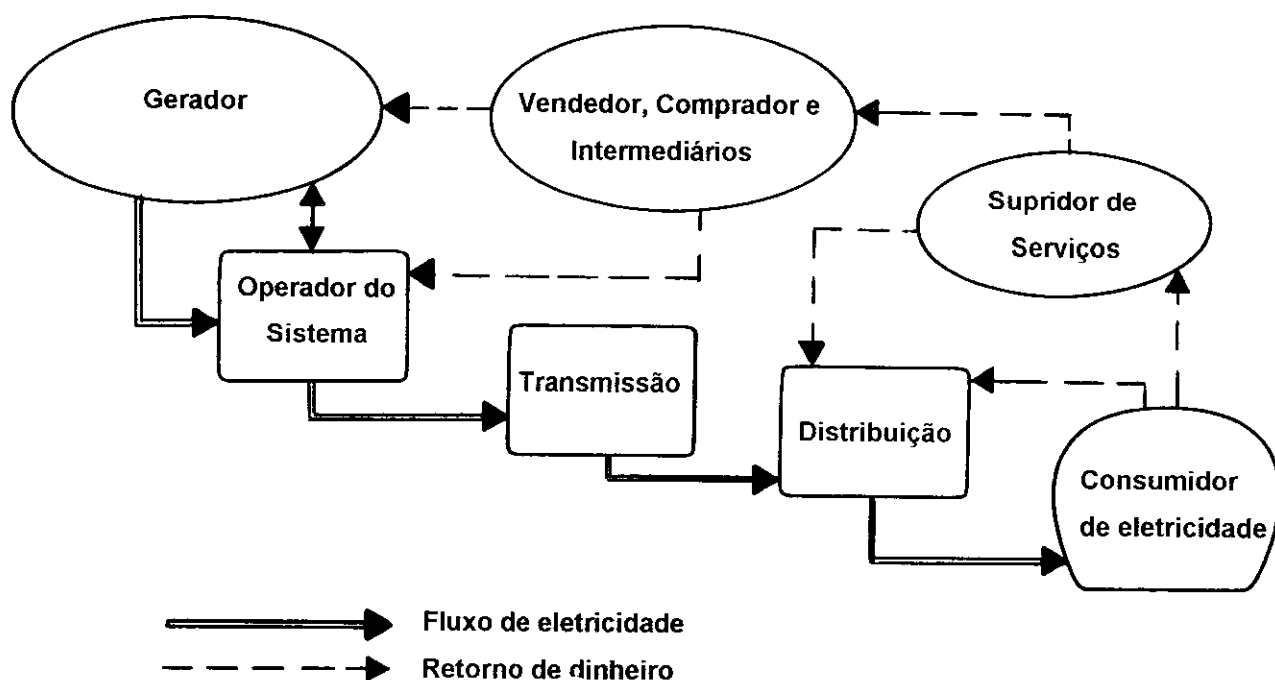 Gerador
Vendedor, Comprador e
Intermediários
Supridor de
Serviços
Operador do
Sistema
Transmissão
Distribuição
Consumidor
de eletricidade
Fluxo de eletricidade
Retorno de dinheiro